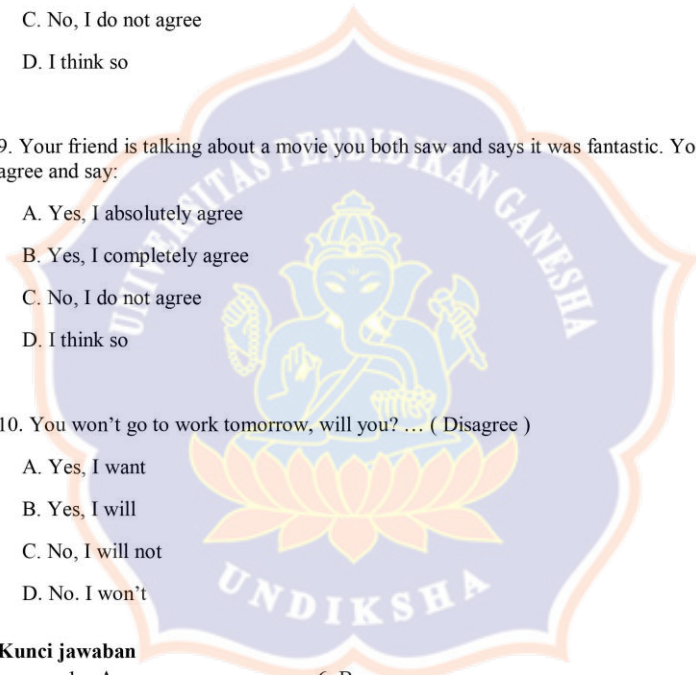 C. No, I do not agree
D. I think so
9. Your friend is talking about a movie you both saw and says it was fantastic. Yo
agree and say:
A. Yes, I absolutely agree
B. Yes, I completely agree
C. No, I do not agree
D. I think so
10. You won’t go to work tomorrow, will you? … ( Disagree )
A. Yes, I want
B. Yes, I will
C. No, I will not
D. No. I won’t
Kunci jawaban
UNIVERSITAS PENDIDIKAN GANESHA
UNDIKSHA